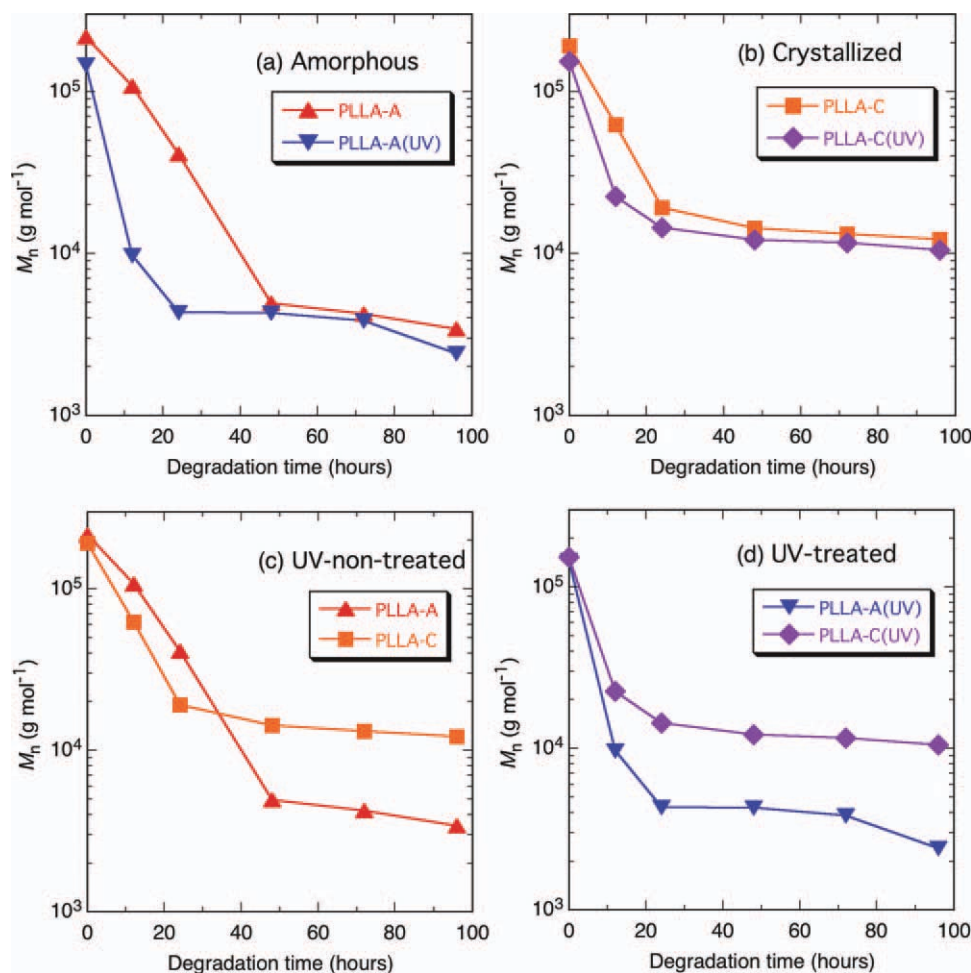 (a) Amorphous
PLLA-A
PLLA-A(UV)
10⁵
10⁴
10³
Mₙ (g mol⁻¹)
0 20 40 60 80 100
Degradation time (hours)
(b) Crystallized
PLLA-C
PLLA-C(UV)
10⁵
10⁴
10³
Mₙ (g mol⁻¹)
0 20 40 60 80 100
Degradation time (hours)
(c) UV-non-treated
PLLA-A
PLLA-C
10⁵
10⁴
10³
Mₙ (g mol⁻¹)
0 20 40 60 80 100
Degradation time (hours)
(d) UV-treated
PLLA-A(UV)
PLLA-C(UV)
10⁵
10⁴
10³
Mₙ (g mol⁻¹)
0 20 40 60 80 100
Degradation time (hours)